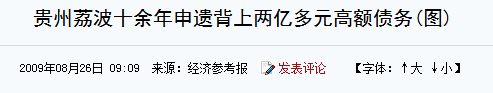 贵州荔波十余年申遗背上两亿多元高额债务(图)
2009年08月26日 09:09 来源：经济参考报 发表评论 【字体：↑大 ↓小】